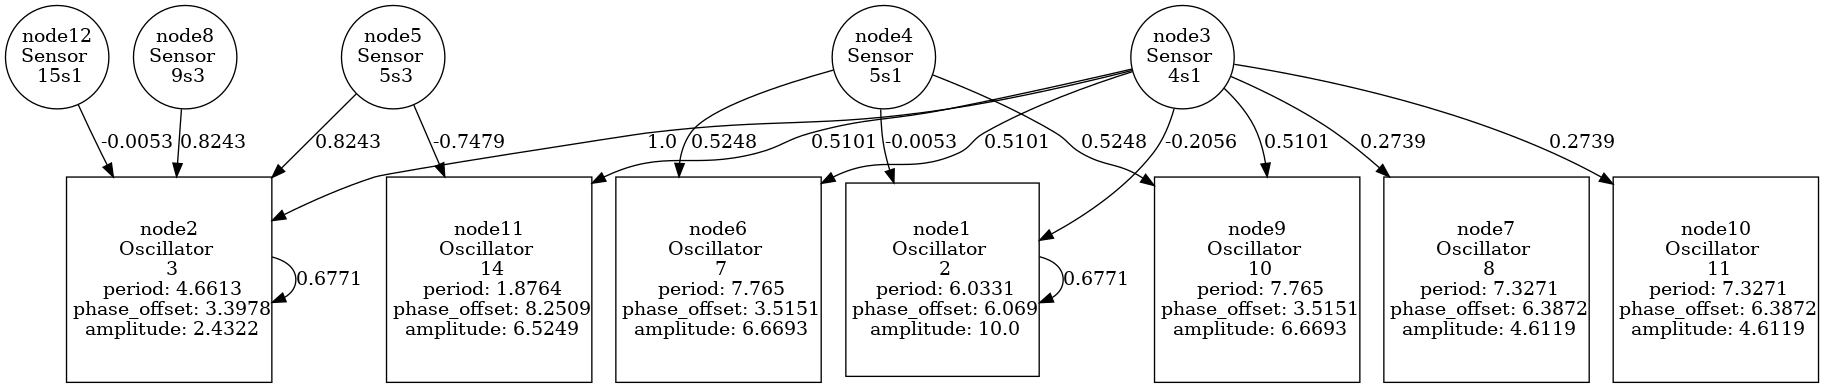 node12
Sensor
15s1
node8
Sensor
9s3
node5
Sensor
5s3
node4
Sensor
5s1
node3
Sensor
4s1
-0.0053
0.8243
0.8243
-0.7479
1.0
0.5248
0.5101
-0.0053
0.5101
0.5248
-0.2056
0.5101
0.2739
0.2739
node2
Oscillator
3
period: 4.6613
phase_offset: 3.3978
amplitude: 2.4322
0.6771
node11
Oscillator
14
period: 1.8764
phase_offset: 8.2509
amplitude: 6.5249
node6
Oscillator
7
period: 7.765
phase_offset: 3.5151
amplitude: 6.6693
node1
Oscillator
2
period: 6.0331
phase_offset: 6.069
amplitude: 10.0
0.6771
node9
Oscillator
10
period: 7.765
phase_offset: 3.5151
amplitude: 6.6693
node7
Oscillator
8
period: 7.3271
phase_offset: 6.3872
amplitude: 4.6119
node10
Oscillator
11
period: 7.3271
phase_offset: 6.3872
amplitude: 4.6119